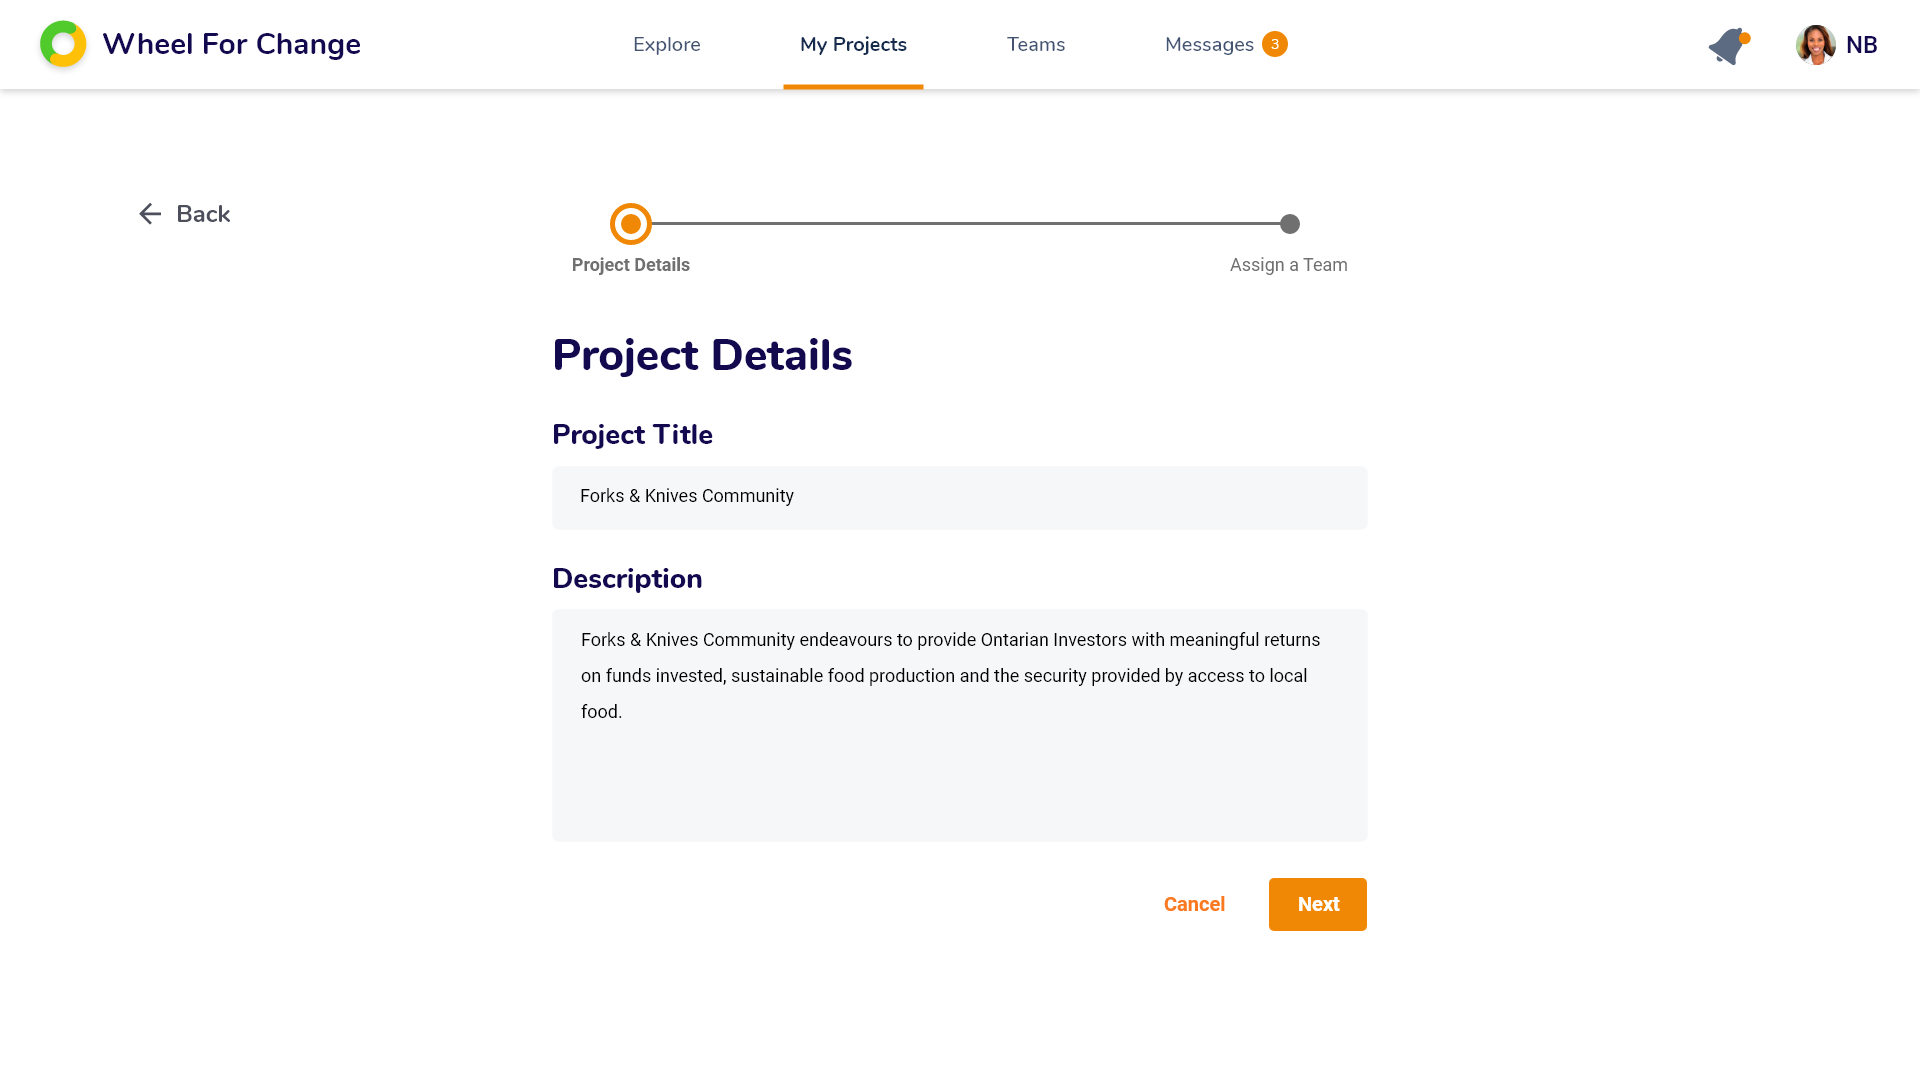 Wheel For Change
Explore
My Projects
Teams
Messages 3
NB
Back
Project Details
Assign a Team
Project Details
Project Title
Forks & Knives Community
Description
Forks & Knives Community endeavours to provide Ontarian Investors with meaningful returns
on funds invested, sustainable food production and the security provided by access to local
food.
Cancel
Next